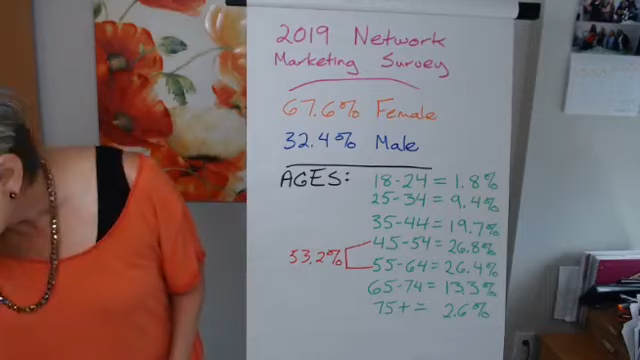 2019 Network
Marketing Survey
67.6% Female
32.4% Male
AGES:
18-24 = 1.8%
25-34 = 9.4%
35-44 = 19.7%
45-54 = 26.8%
53.2%
55-64 = 26.4%
65-74 = 13.3%
75+ = 2.6%